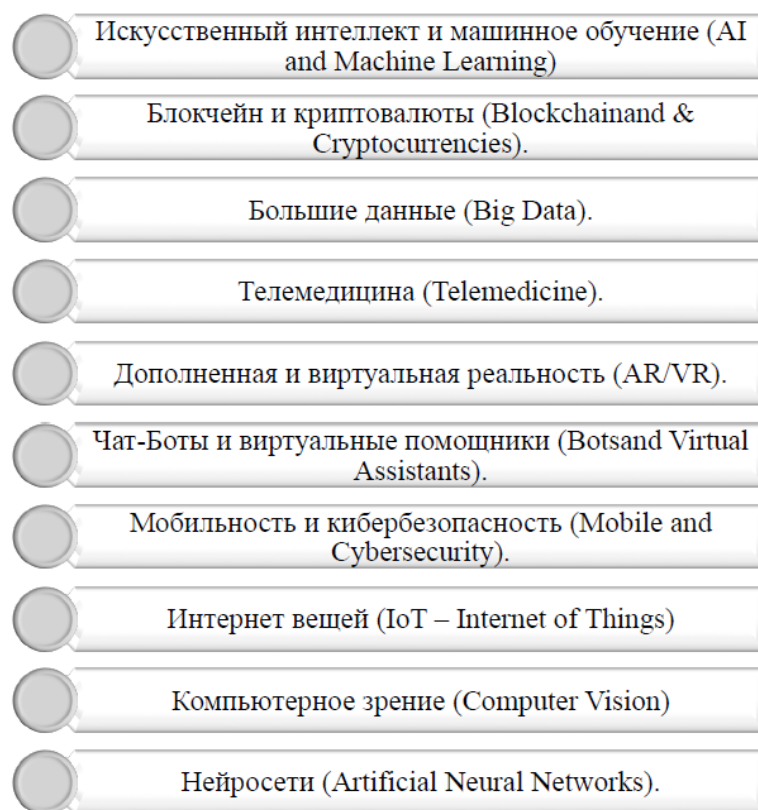 Искусственный интеллект и машинное обучение (AI
and Machine Learning)
Блокчейн и криптовалюты (Blockchainand &
Cryptocurrencies).
Большие данные (Big Data).
Телемедицина (Telemedicine).
Дополненная и виртуальная реальность (AR/VR).
Чат-Боты и виртуальные помощники (Botsand Virtual
Assistants).
Мобильность и кибербезопасность (Mobile and
Cybersecurity).
Интернет вещей (IoT – Internet of Things)
Компьютерное зрение (Computer Vision)
Нейросети (Artificial Neural Networks).